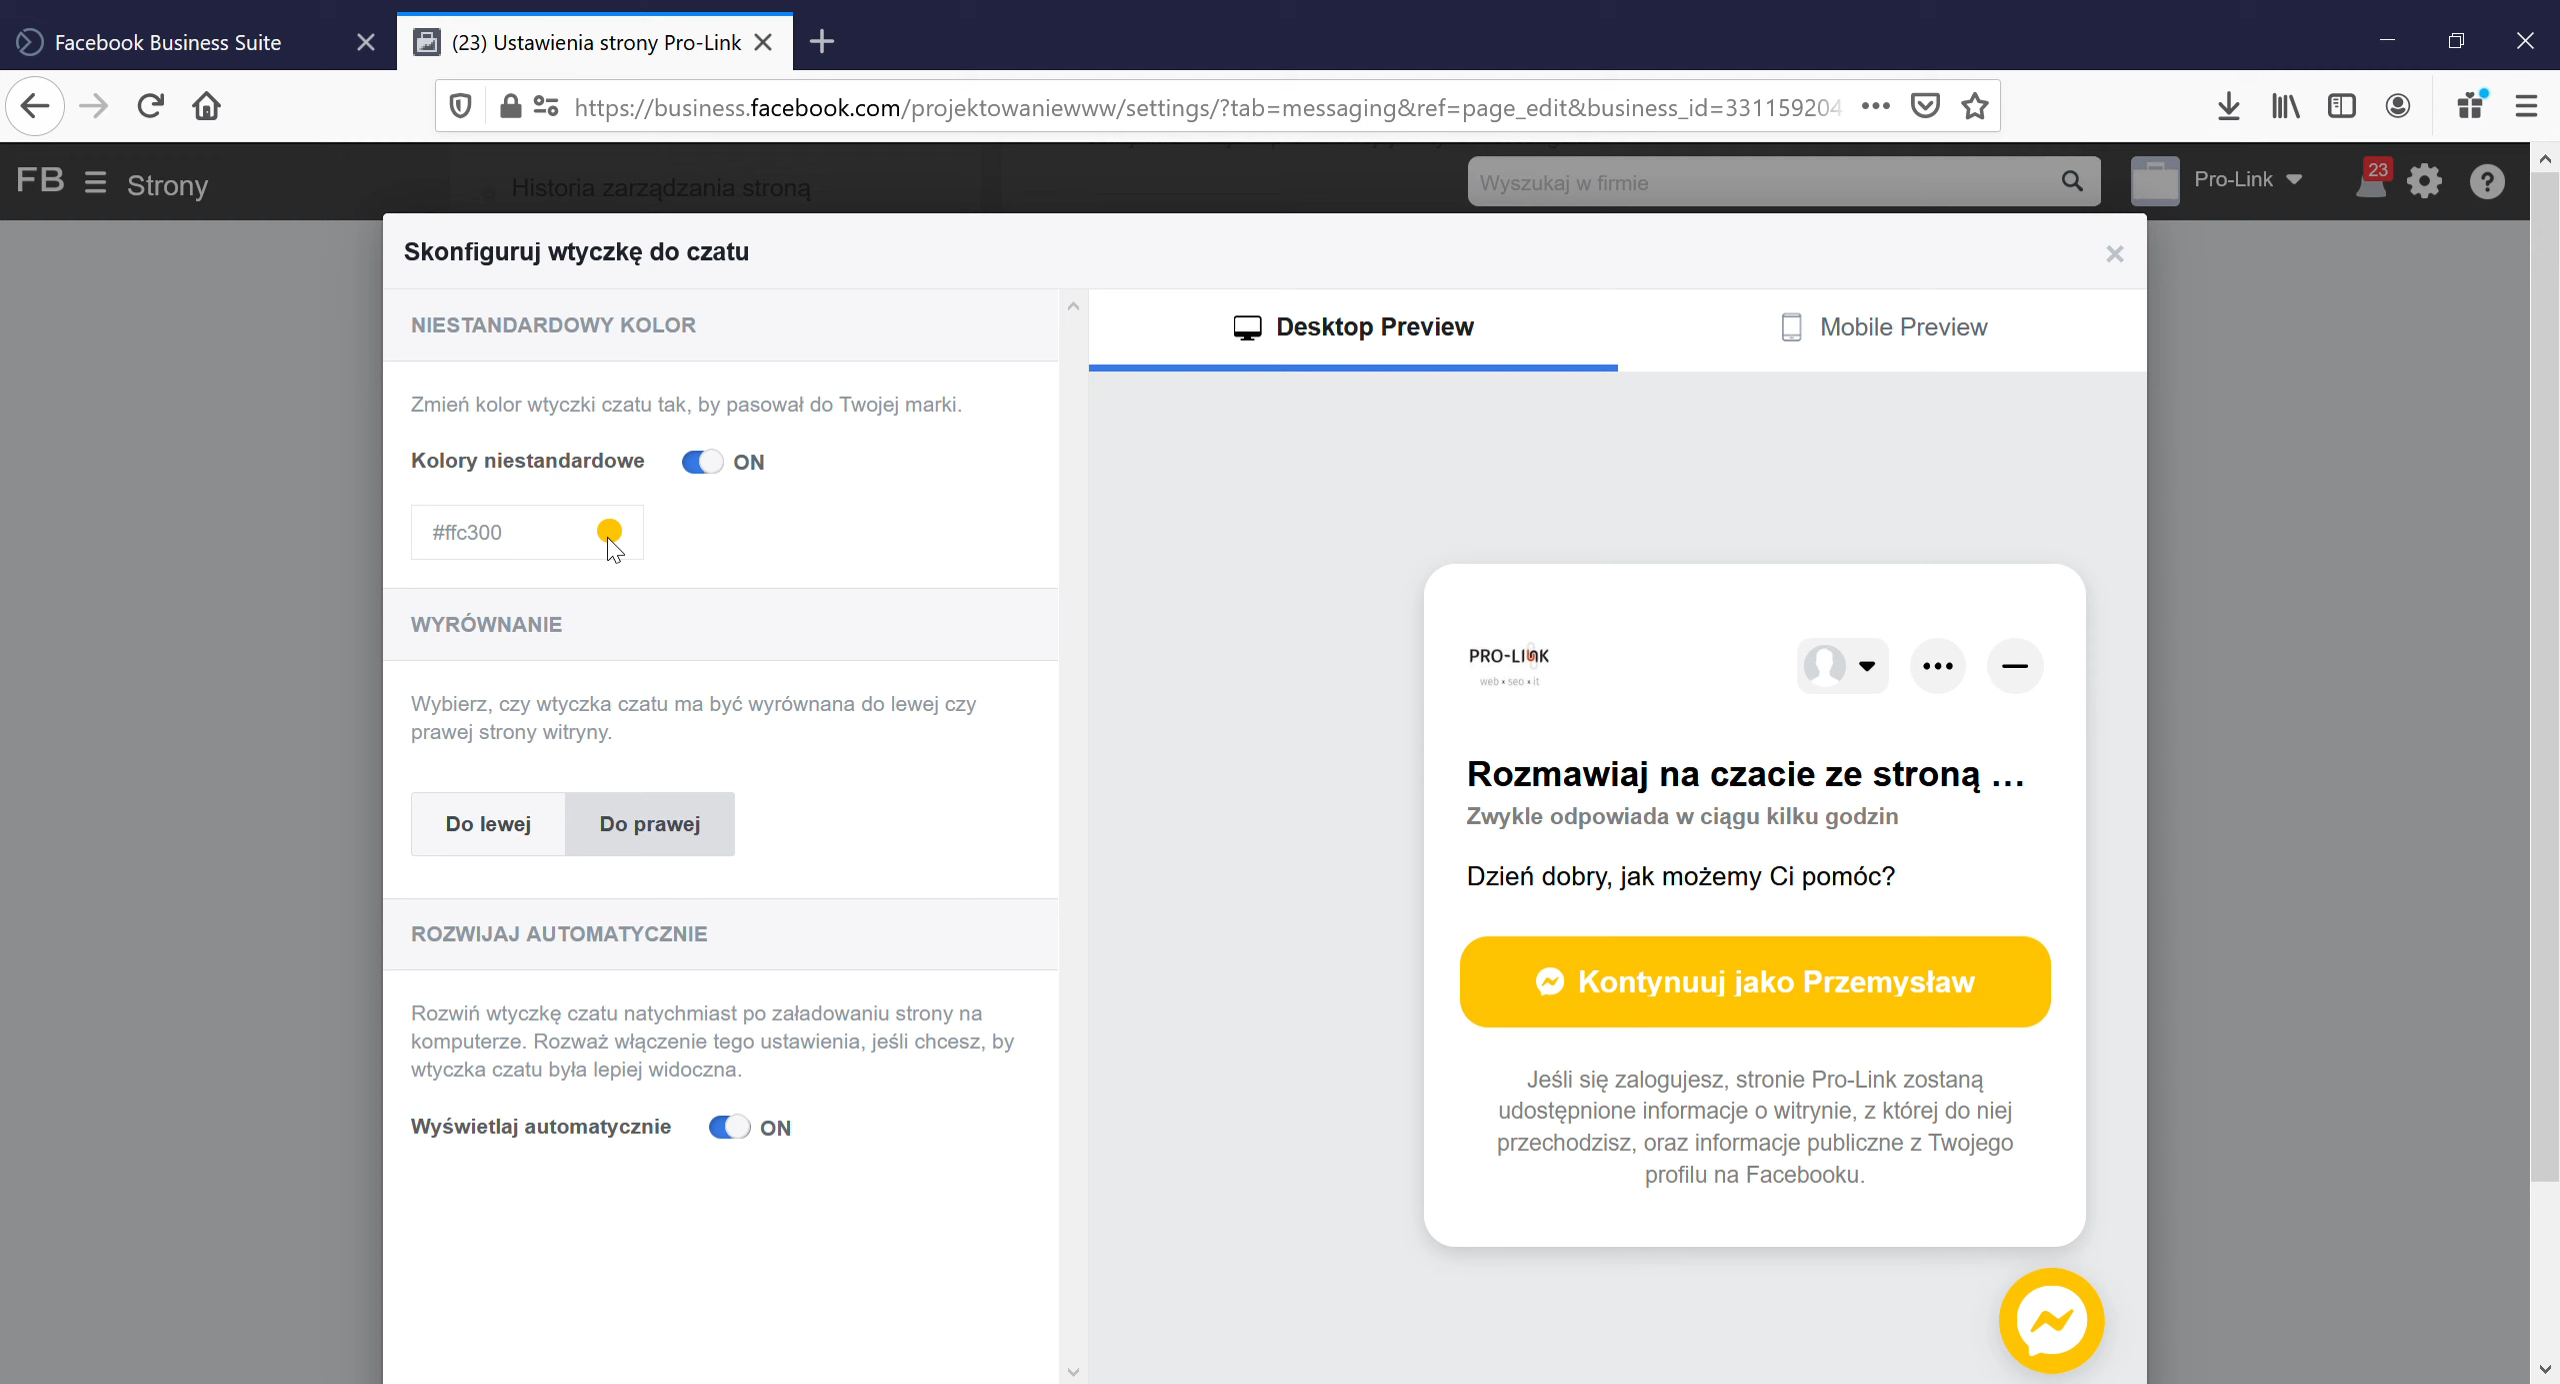 Facebook Business Suite
(23) Ustawienia strony Pro-Link
https://business.facebook.com/projektowaniewww/settings/?tab=messaging&ref=page_edit&business_id=331159204
FB Strony
Historia zarządzania stroną
Wyszukaj w firmie
Pro-Link
23
Skonfiguruj wtyczkę do czatu
NIESTANDARDOWY KOLOR
Zmień kolor wtyczki czatu tak, by pasował do Twojej marki.
Kolory niestandardowe ON
#ffc300
WYRÓWNANIE
Wybierz, czy wtyczka czatu ma być wyrównana do lewej czy
prawej strony witryny.
Do lewej Do prawej
ROZWIJAJ AUTOMATYCZNIE
Rozwiń wtyczkę czatu natychmiast po załadowaniu strony na
komputerze. Rozważ włączenie tego ustawienia, jeśli chcesz, by
wtyczka czatu była lepiej widoczna.
Wyświetlaj automatycznie ON
Desktop Preview
Mobile Preview
PRO-LINK
web x seo x it
Rozmawiaj na czacie ze stroną ...
Zwykle odpowiada w ciągu kilku godzin
Dzień dobry, jak możemy Ci pomóc?
Kontynuuj jako Przemysław
Jeśli się zalogujesz, stronie Pro-Link zostaną
udostępnione informacje o witrynie, z której do niej
przechodzisz, oraz informacje publiczne z Twojego
profilu na Facebooku.